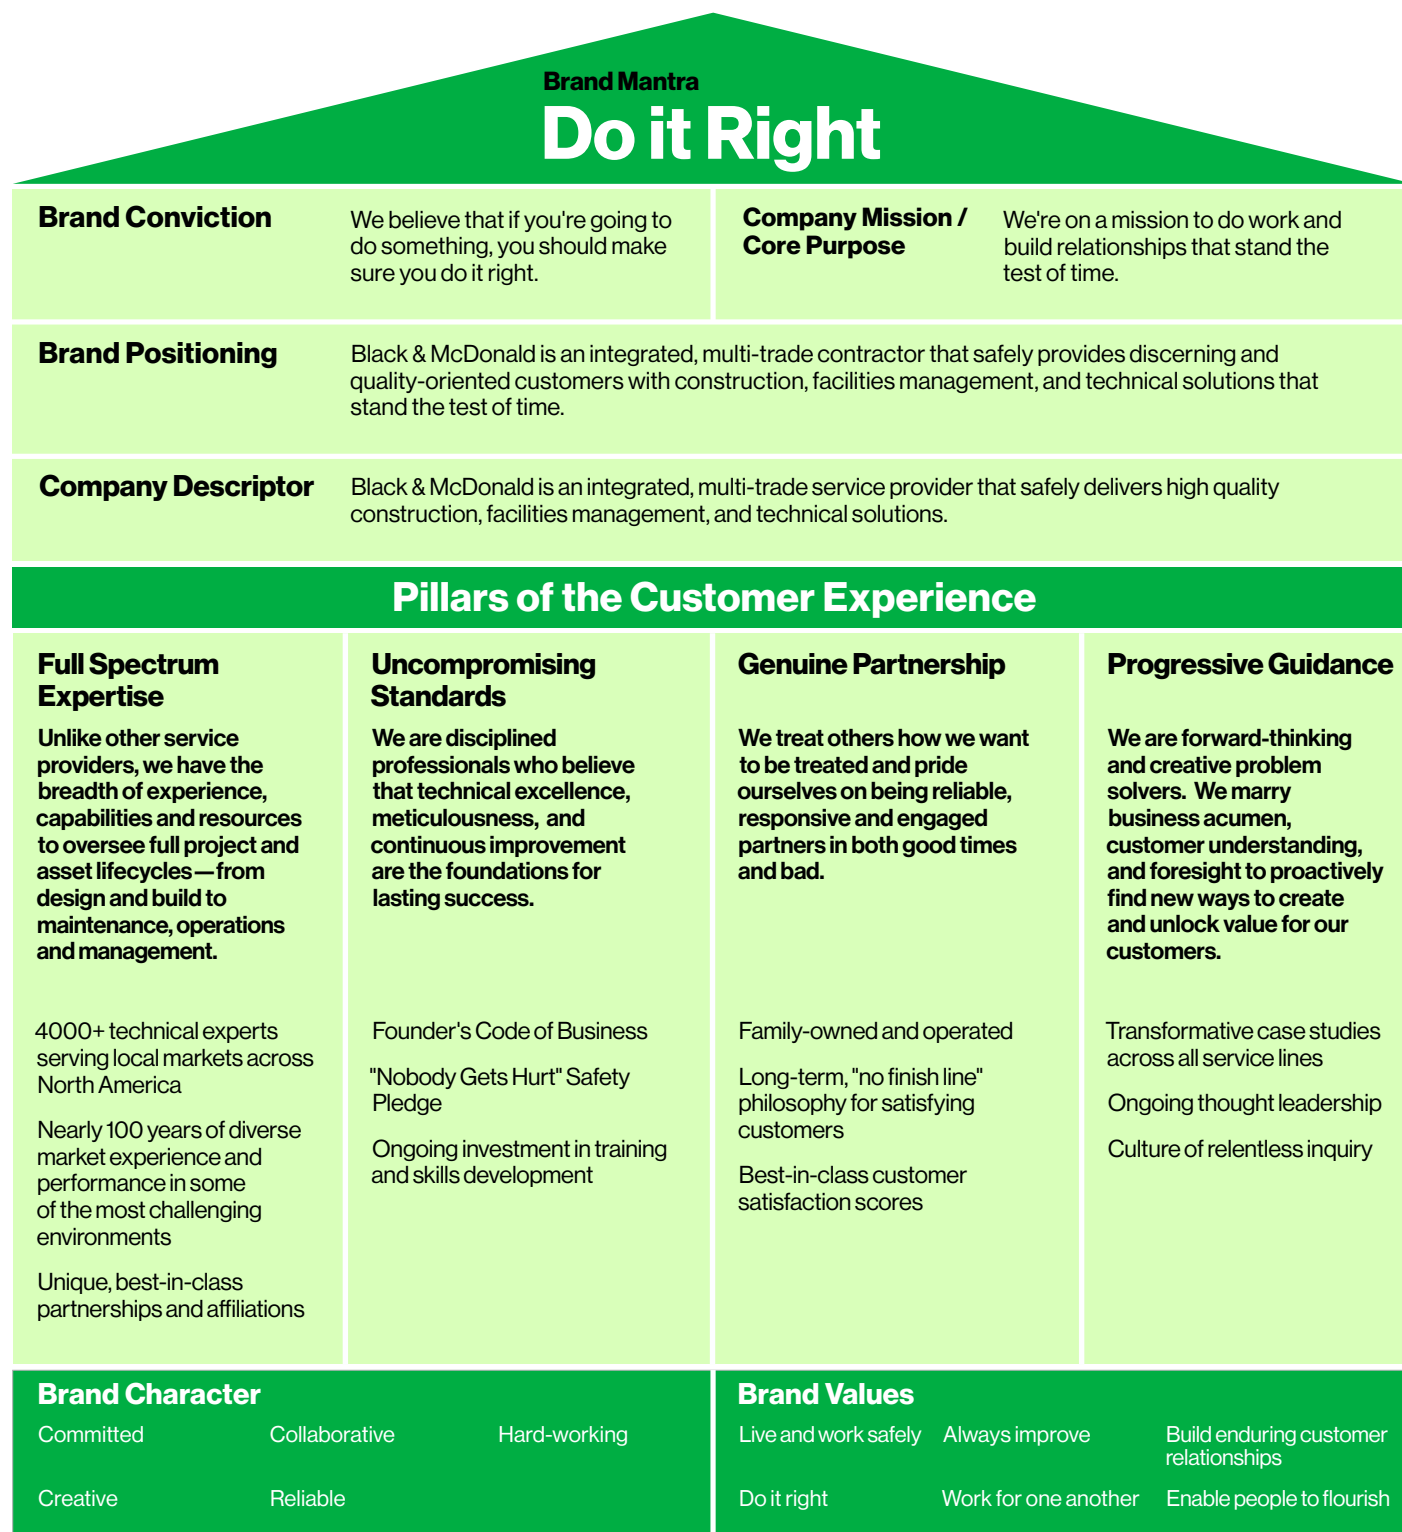 Brand Mantra
Do it Right
Brand Conviction
We believe that if you're going to
do something, you should make
sure you do it right.
Company Mission /
Core Purpose
We're on a mission to do work and
build relationships that stand the
test of time.
Brand Positioning
Black & McDonald is an integrated, multi-trade contractor that safely provides discerning and
quality-oriented customers with construction, facilities management, and technical solutions that
stand the test of time.
Company Descriptor
Black & McDonald is an integrated, multi-trade service provider that safely delivers high quality
construction, facilities management, and technical solutions.
Pillars of the Customer Experience
Full Spectrum
Expertise
Unlike other service
providers, we have the
breadth of experience,
capabilities and resources
to oversee full project and
asset lifecycles—from
design and build to
maintenance, operations
and management.
4000+ technical experts
serving local markets across
North America
Nearly 100 years of diverse
market experience and
performance in some
of the most challenging
environments
Unique, best-in-class
partnerships and affiliations
Uncompromising
Standards
We are disciplined
professionals who believe
that technical excellence,
meticulousness, and
continuous improvement
are the foundations for
lasting success.
Founder's Code of Business
"Nobody Gets Hurt" Safety
Pledge
Ongoing investment in training
and skills development
Genuine Partnership
We treat others how we want
to be treated and pride
ourselves on being reliable,
responsive and engaged
partners in both good times
and bad.
Family-owned and operated
Long-term, "no finish line"
philosophy for satisfying
customers
Best-in-class customer
satisfaction scores
Progressive Guidance
We are forward-thinking
and creative problem
solvers. We marry
business acumen,
customer understanding,
and foresight to proactively
find new ways to create
and unlock value for our
customers.
Transformative case studies
across all service lines
Ongoing thought leadership
Culture of relentless inquiry
Brand Character
Committed
Collaborative
Hard-working
Creative
Reliable
Brand Values
Live and work safely
Always improve
Build enduring customer
relationships
Do it right
Work for one another
Enable people to flourish